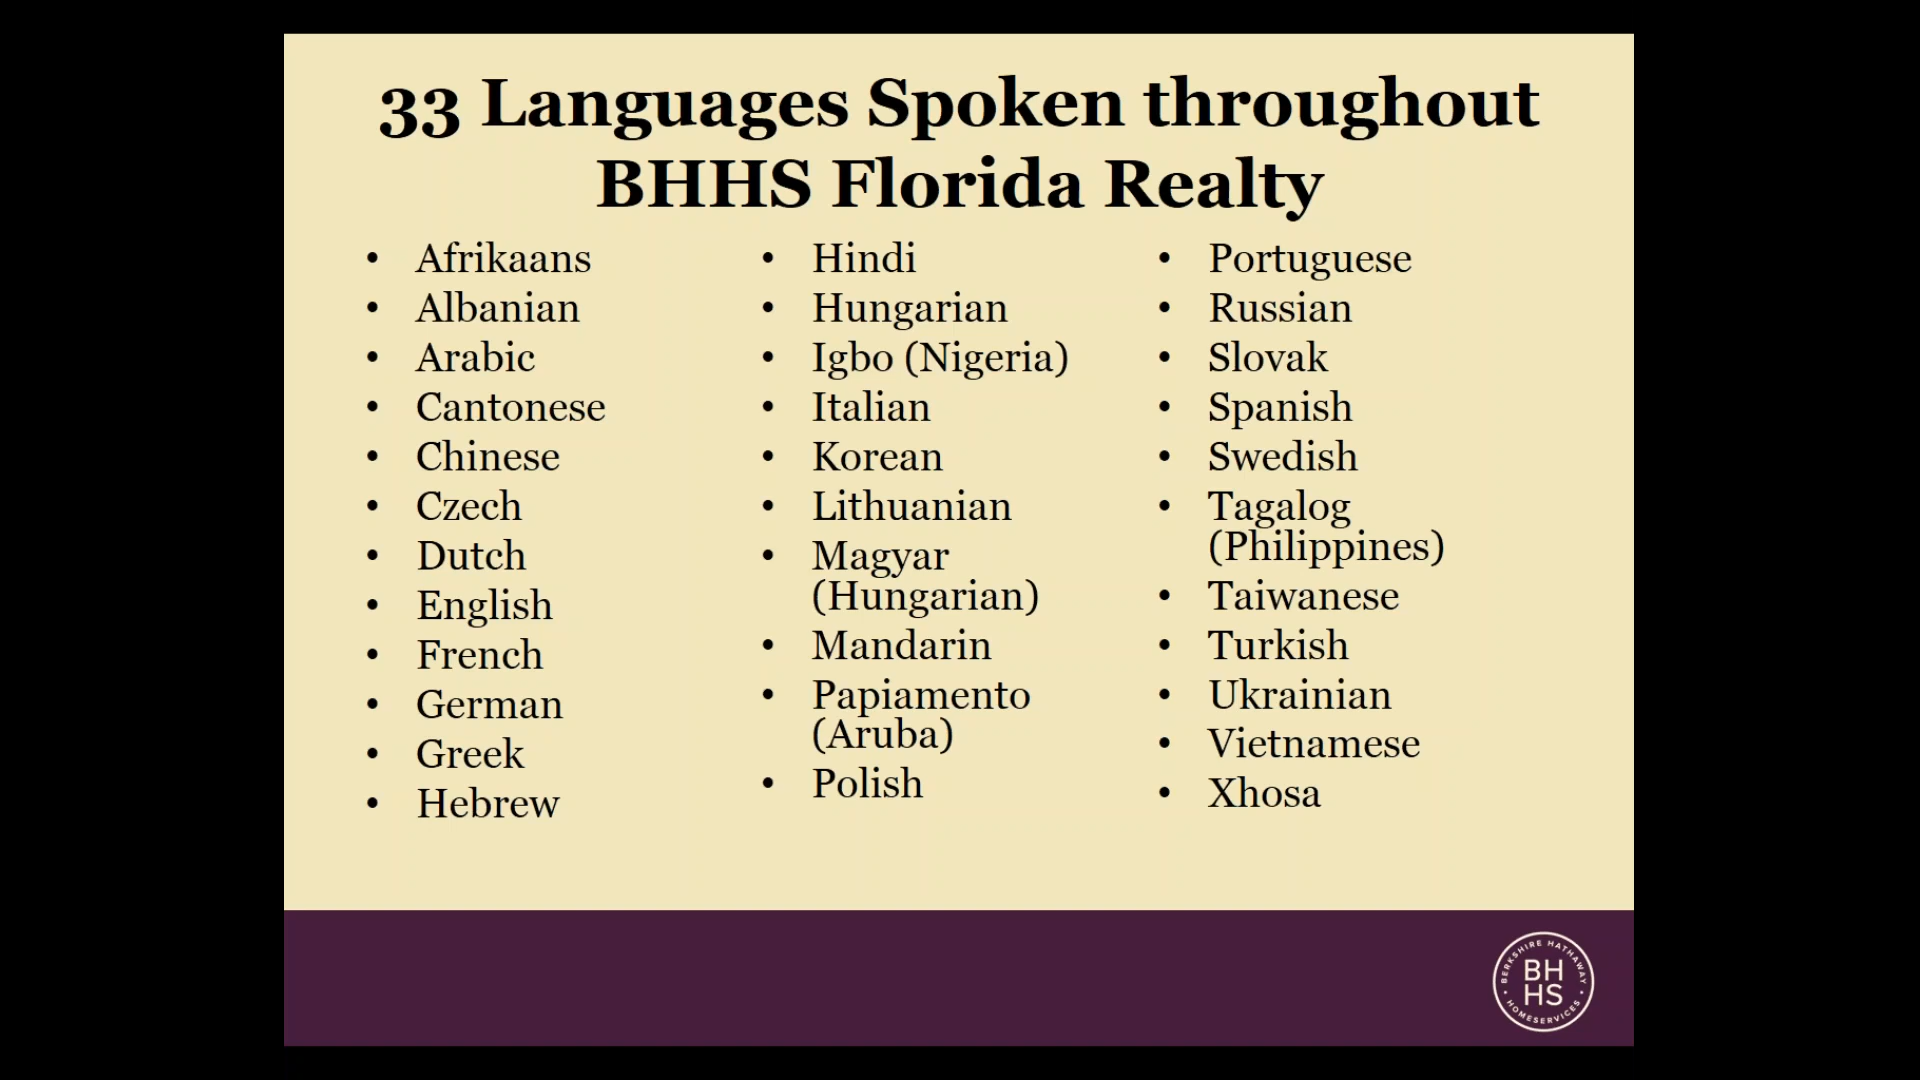 33 Languages Spoken throughout
BHHS Florida Realty
• Afrikaans
• Albanian
• Arabic
• Cantonese
• Chinese
• Czech
• Dutch
• English
• French
• German
• Greek
• Hebrew
• Hindi
• Hungarian
• Igbo (Nigeria)
• Italian
• Korean
• Lithuanian
• Magyar
(Hungarian)
• Mandarin
• Papiamento
(Aruba)
• Polish
• Portuguese
• Russian
• Slovak
• Spanish
• Swedish
• Tagalog
(Philippines)
• Taiwanese
• Turkish
• Ukrainian
• Vietnamese
• Xhosa
BERKSHIRE HATHAWAY
BH
HS
HOMESERVICES